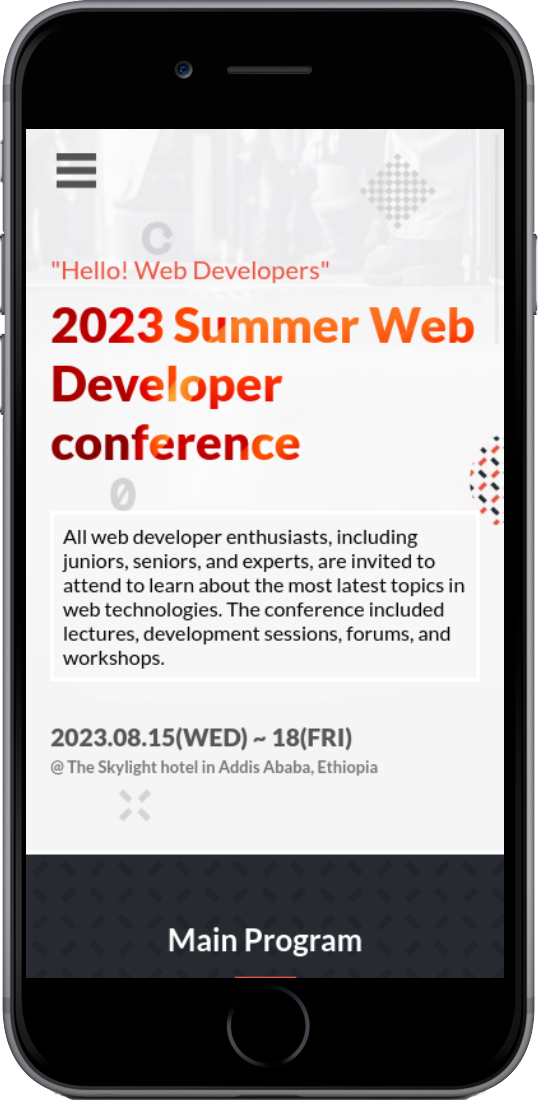 "Hello! Web Developers"
2023 Summer Web
Developer
conference
All web developer enthusiasts, including
juniors, seniors, and experts, are invited to
attend to learn about the most latest topics in
web technologies. The conference included
lectures, development sessions, forums, and
workshops.
2023.08.15(WED) ~ 18(FRI)
@ The Skylight hotel in Addis Ababa, Ethiopia
Main Program